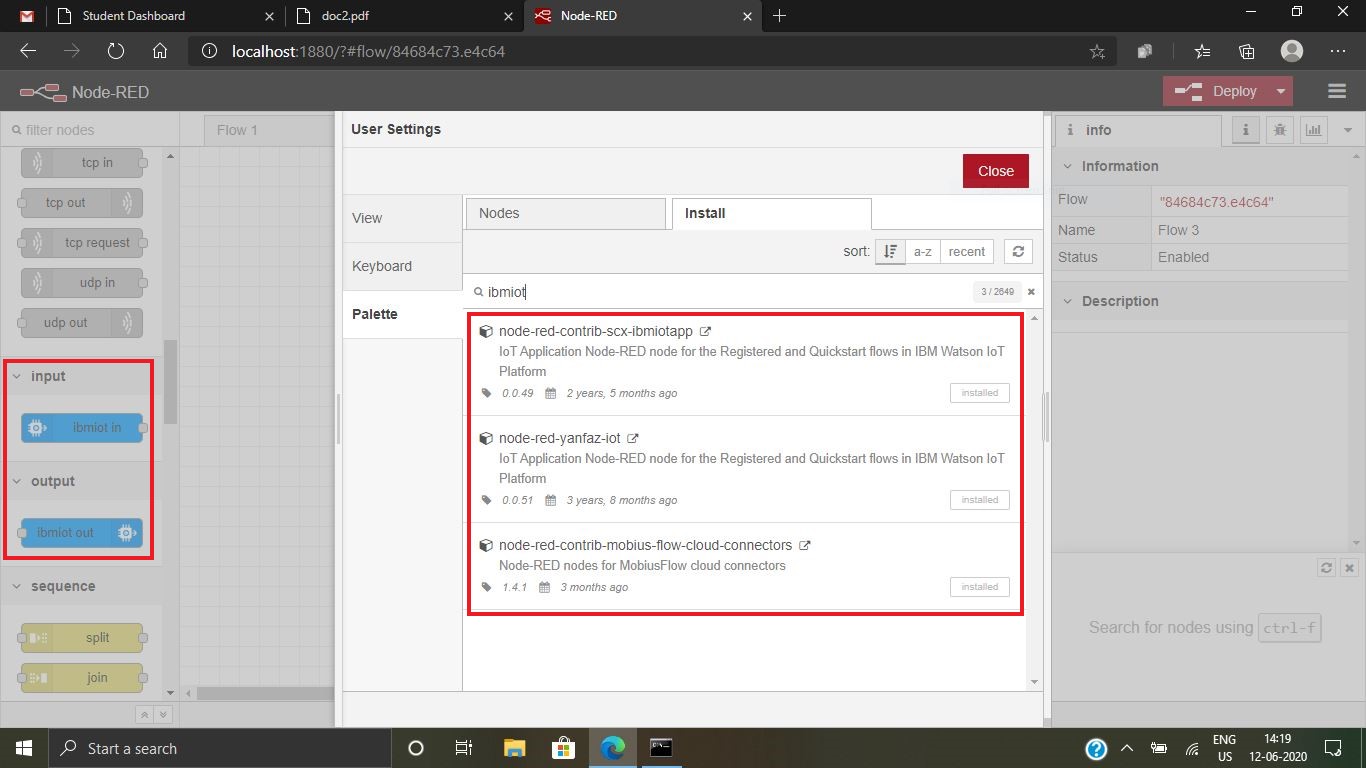 Student Dashboard
doc2.pdf
Node-RED
localhost:1880/?#flow/84684c73.e4c64
Node-RED
Deploy
filter nodes
Flow 1
tcp in
tcp out
tcp request
udp in
udp out
input
ibmiot in
output
ibmiot out
sequence
split
join
User Settings
Close
View
Keyboard
Palette
Nodes
Install
sort:
a-z
recent
ibmiot
3 / 2649
node-red-contrib-scx-ibmiotapp
IoT Application Node-RED node for the Registered and Quickstart flows in IBM Watson IoT
Platform
0.0.49
2 years, 5 months ago
installed
node-red-yanfaz-iot
IoT Application Node-RED node for the Registered and Quickstart flows in IBM Watson IoT
Platform
0.0.51
3 years, 8 months ago
installed
node-red-contrib-mobius-flow-cloud-connectors
Node-RED nodes for MobiusFlow cloud connectors
1.4.1
3 months ago
installed
i info
i
Information
Flow "84684c73.e4c64"
Name Flow 3
Status Enabled
Description
Search for nodes using ctrl-f
Start a search
ENG
US
14:19
12-06-2020